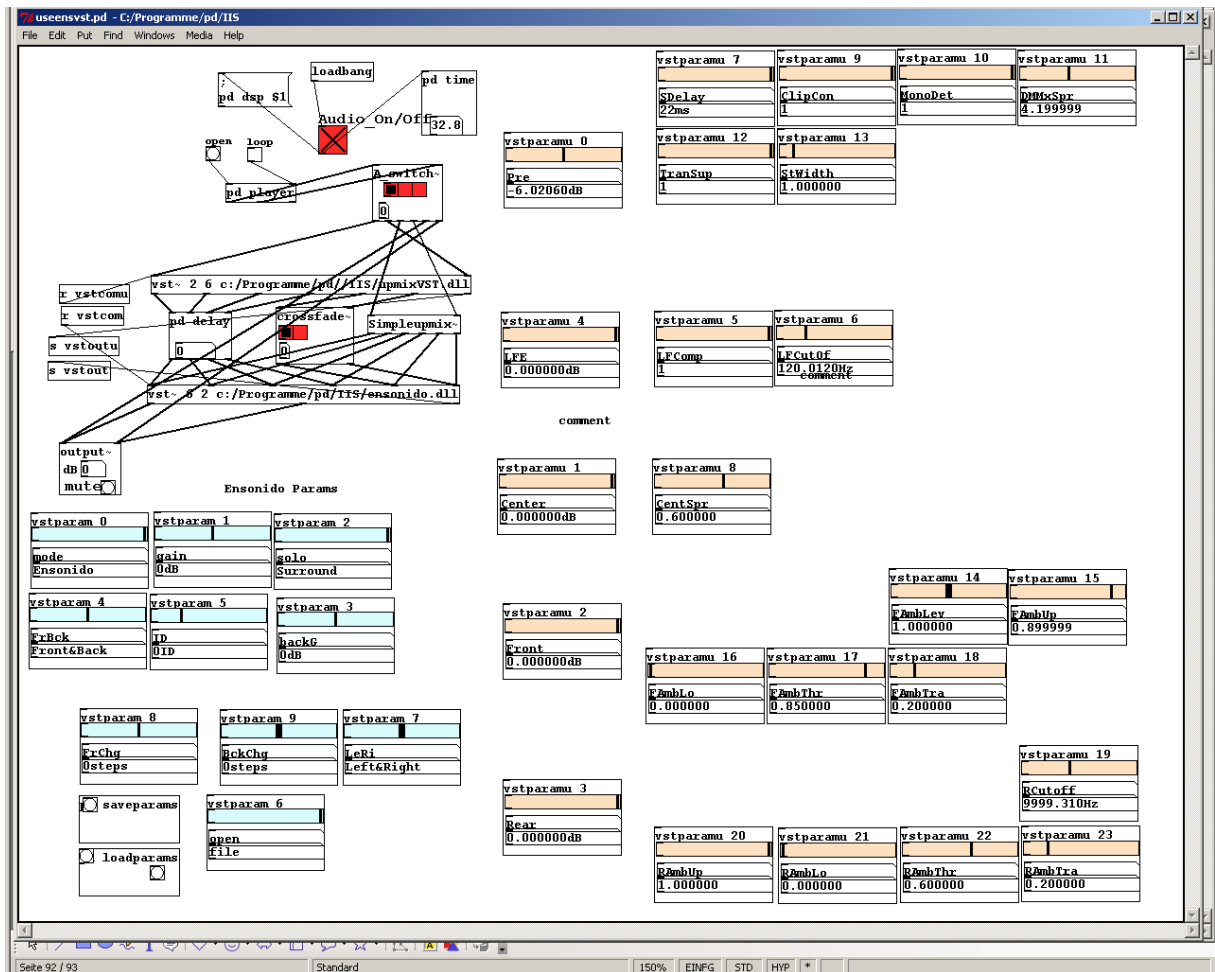 useensvst.pd - C:/Programme/pd/IIS
File Edit Put Find Windows Media Help
;
pd dsp $1
loadbang
pd time
32.8
Audio_On/Off
open
loop
pd player
A_switch~
0
vst~ 2 6 c:/Programme/pd//IIS/upmixVST.dll
r vstcomu
r vstcom
s vstoutu
s vstout
pd delay
0
crossfade~
0
Simpleupmix~
vst~ 6 2 c:/Programme/pd/IIS/ensonido.dll
output~
dB 0
mute
Ensonido Params
vstparam 0
mode
Ensonido
vstparam 1
gain
0dB
vstparam 2
solo
Surround
vstparam 4
FrBck
Front&Back
vstparam 5
ID
0ID
vstparam 3
backG
0dB
vstparam 8
FrChg
0steps
vstparam 9
BckChg
0steps
vstparam 7
LeRi
Left&Right
saveparams
loadparams
vstparam 6
open
file
vstparamu 0
Pre
-6.02060dB
vstparamu 7
SDelay
22ms
vstparamu 9
ClipCon
1
vstparamu 10
MonoDet
1
vstparamu 11
DMMxSpr
4.199999
vstparamu 12
TranSup
1
vstparamu 13
StWidth
1.000000
vstparamu 4
LFE
0.000000dB
vstparamu 5
LFComp
1
vstparamu 6
LFCutOf
120.0120Hz
comment
comment
vstparamu 1
Center
0.000000dB
vstparamu 8
CentSpr
0.600000
vstparamu 14
FAmbLev
1.000000
vstparamu 15
FAmbUp
0.899999
vstparamu 2
Front
0.000000dB
vstparamu 16
FAmbLo
0.000000
vstparamu 17
FAmbThr
0.850000
vstparamu 18
FAmbTra
0.200000
vstparamu 19
RCutoff
9999.310Hz
vstparamu 3
Rear
0.000000dB
vstparamu 20
RAmbUp
1.000000
vstparamu 21
RAmbLo
0.000000
vstparamu 22
RAmbThr
0.600000
vstparamu 23
RAmbTra
0.200000
Seite 92 / 93
Standard
150%
EINFG
STD
HYP
*